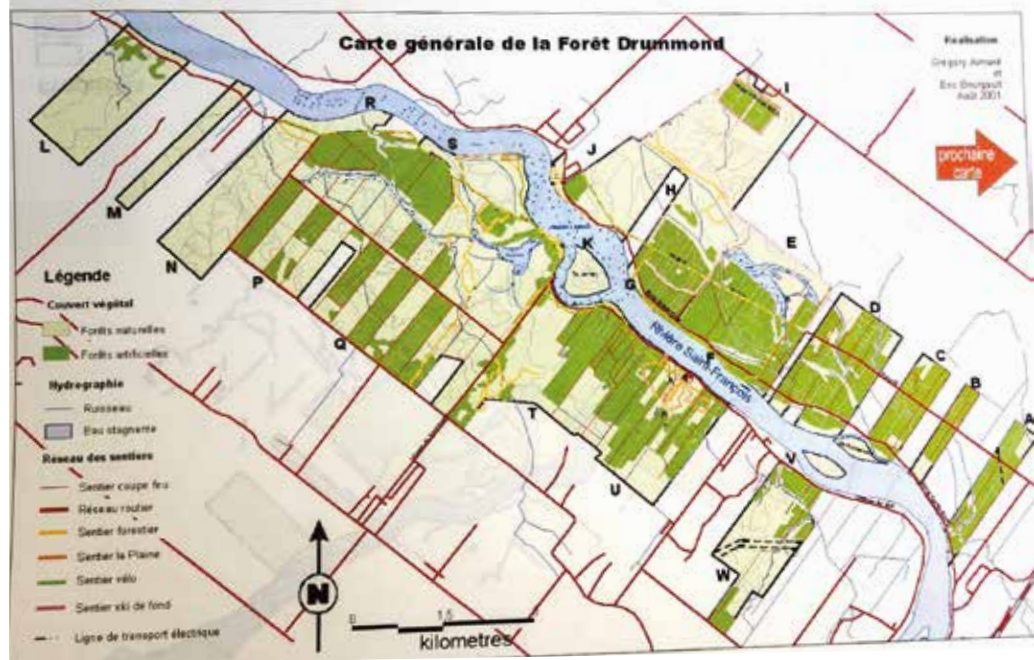 Carte générale de la Forêt Drummond
Réalisation
Grégory Armand
et
Eric Bourgault
Août 2001
prochaine
carte
I
J
R
S
L
H
M
K
E
N
G
D
P
F
C
B
Q
A
T
V
U
W
Rivière Saint-François
Légende
Couvert végétal
Forêts naturelles
Forêts artificielles
Hydrographie
Ruisseau
Eau stagnante
Réseau des sentiers
Sentier coupe feu
Réseau routier
Sentier forestier
Sentier la Plaine
Sentier vélo
Sentier ski de fond
Ligne de transport électrique
N
0 1,5
kilometres